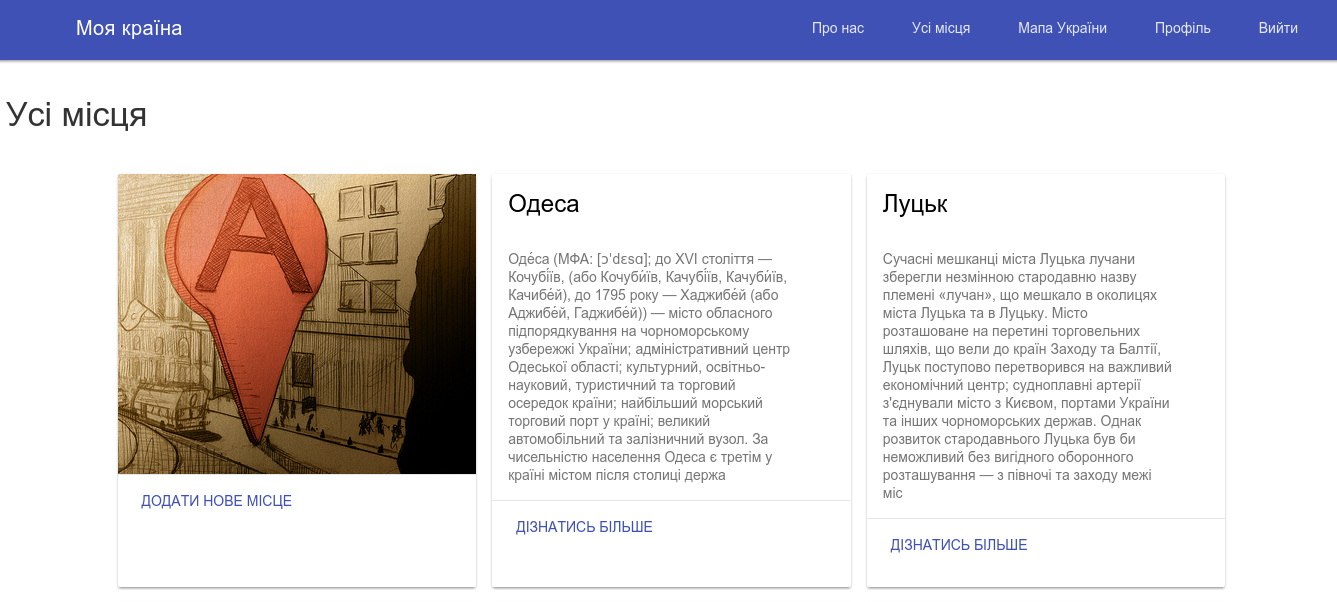 Моя країна
Про нас
Усі місця
Мапа України
Профіль
Вийти
Усі місця
A
ДОДАТИ НОВЕ МІСЦЕ
Одеса
Оде́са (МФА: [ɔˈdɛsɑ]; до XVI століття —
Кочубі́їв, (або Кочуби́їв, Качубі́їв, Качуби́їв,
Качибе́й), до 1795 року — Хаджибе́й (або
Аджибе́й, Гаджибе́й)) — місто обласного
підпорядкування на чорноморському
узбережжі України; адміністративний центр
Одеської області; культурний, освітньо-
науковий, туристичний та торговий
осередок країни; найбільший морський
торговий порт у країні; великий
автомобільний та залізничний вузол. За
чисельністю населення Одеса є третім у
країні містом після столиці держа
ДІЗНАТИСЬ БІЛЬШЕ
Луцьк
Сучасні мешканці міста Луцька лучани
зберегли незмінною стародавню назву
племені «лучан», що мешкало в околицях
міста Луцька та в Луцьку. Місто
розташоване на перетині торговельних
шляхів, що вели до країн Заходу та Балтії,
Луцьк поступово перетворився на важливий
економічний центр; судноплавні артерії
з'єднували місто з Києвом, портами України
та інших чорноморських держав. Однак
розвиток стародавнього Луцька був би
неможливий без вигідного оборонного
розташування — з півночі та заходу межі
міс
ДІЗНАТИСЬ БІЛЬШЕ